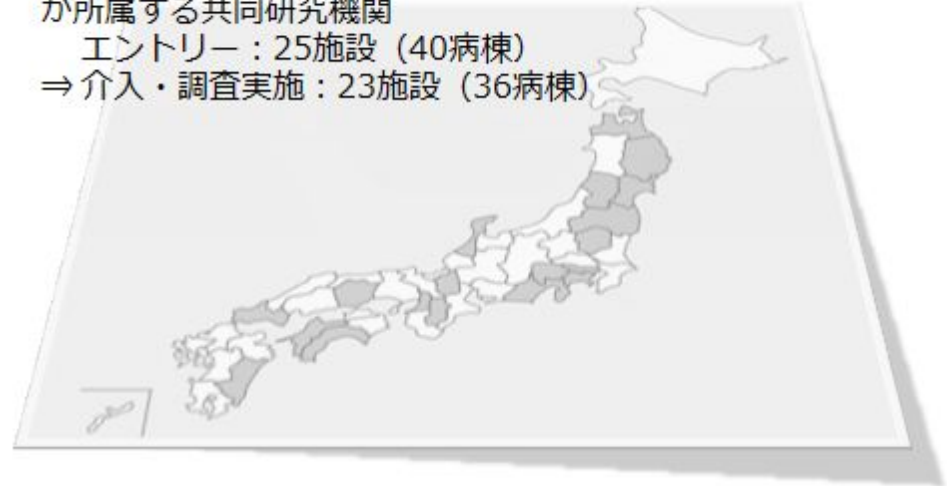 が所属する共同研究機関
エントリー：25施設（40病棟）
⇒ 介入・調査実施：23施設（36病棟）